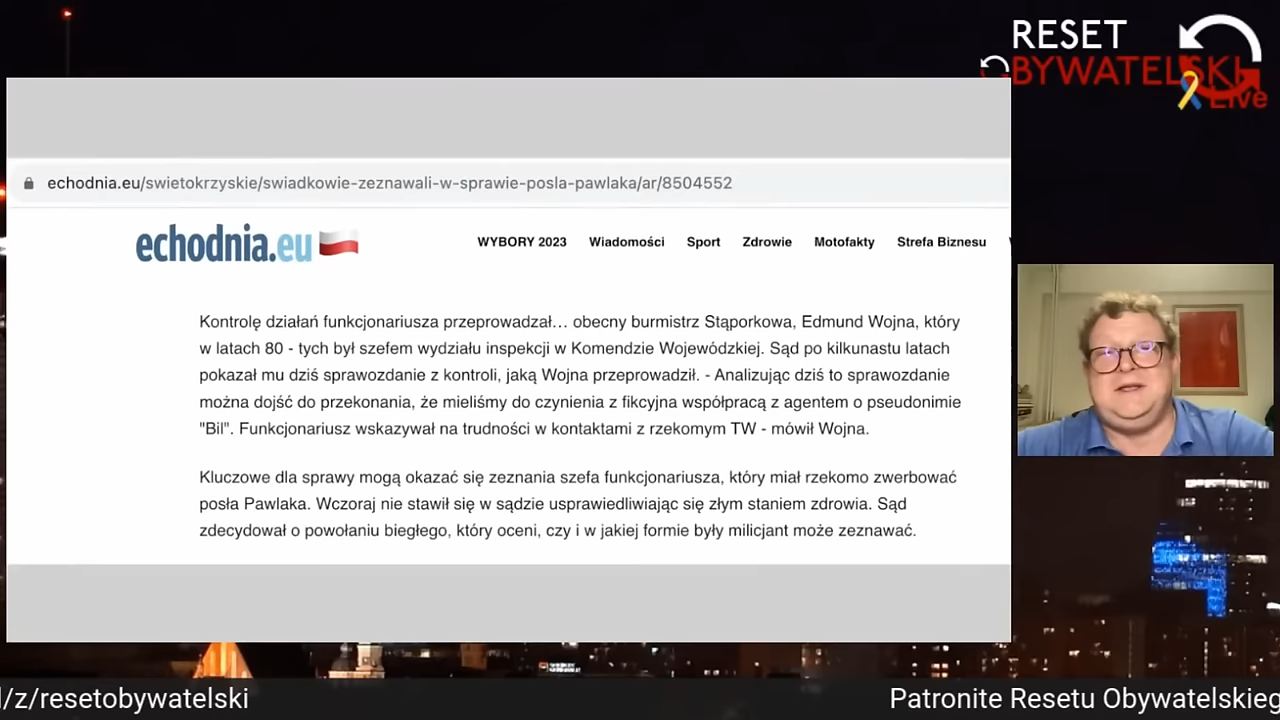 RESET
OBYWATELSKI
Live
echodnia.eu/swietokrzyskie/swiadkowie-zeznawali-w-sprawie-posla-pawlaka/ar/8504552
echodnia.eu
WYBORY 2023 Wiadomości Sport Zdrowie Motofakty Strefa Biznesu
Kontrolę działań funkcjonariusza przeprowadzał… obecny burmistrz Stąporkowa, Edmund Wojna, który
w latach 80 - tych był szefem wydziału inspekcji w Komendzie Wojewódzkiej. Sąd po kilkunastu latach
pokazał mu dziś sprawozdanie z kontroli, jaką Wojna przeprowadził. - Analizując dziś to sprawozdanie
można dojść do przekonania, że mieliśmy do czynienia z fikcyjna współpracą z agentem o pseudonimie
"Bil". Funkcjonariusz wskazywał na trudności w kontaktami z rzekomym TW - mówił Wojna.
Kluczowe dla sprawy mogą okazać się zeznania szefa funkcjonariusza, który miał rzekomo zwerbować
posła Pawlaka. Wczoraj nie stawił się w sądzie usprawiedliwiając się złym staniem zdrowia. Sąd
zdecydował o powołaniu biegłego, który oceni, czy i w jakiej formie były milicjant może zeznawać.
/z/resetobywatelski
Patronite Resetu Obywatelskieg